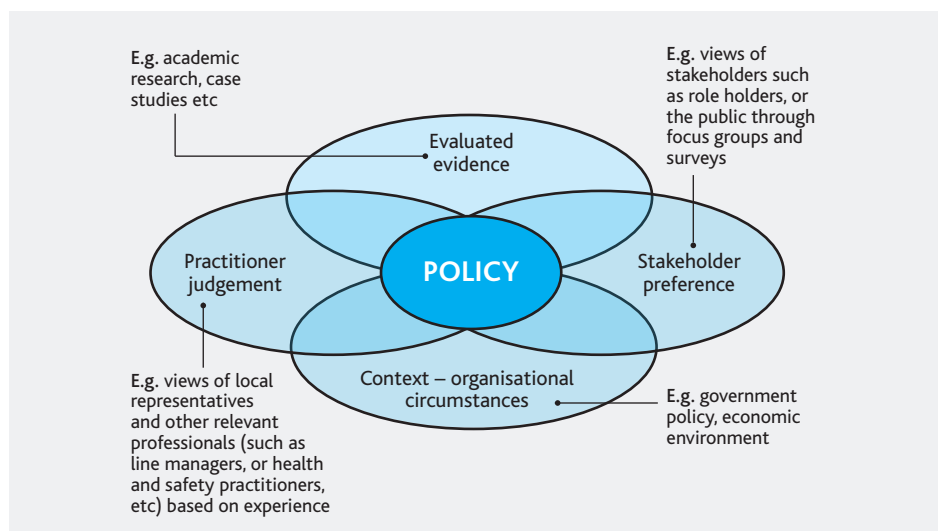 E.g. academic
research, case
studies etc
E.g. views of
stakeholders such
as role holders, or
the public through
focus groups and
surveys
Evaluated
evidence
Practitioner
judgement
POLICY
Stakeholder
preference
Context – organisational
circumstances
E.g. views of local
representatives
and other relevant
professionals (such as
line managers, or health
and safety practitioners,
etc) based on experience
E.g. government
policy, economic
environment